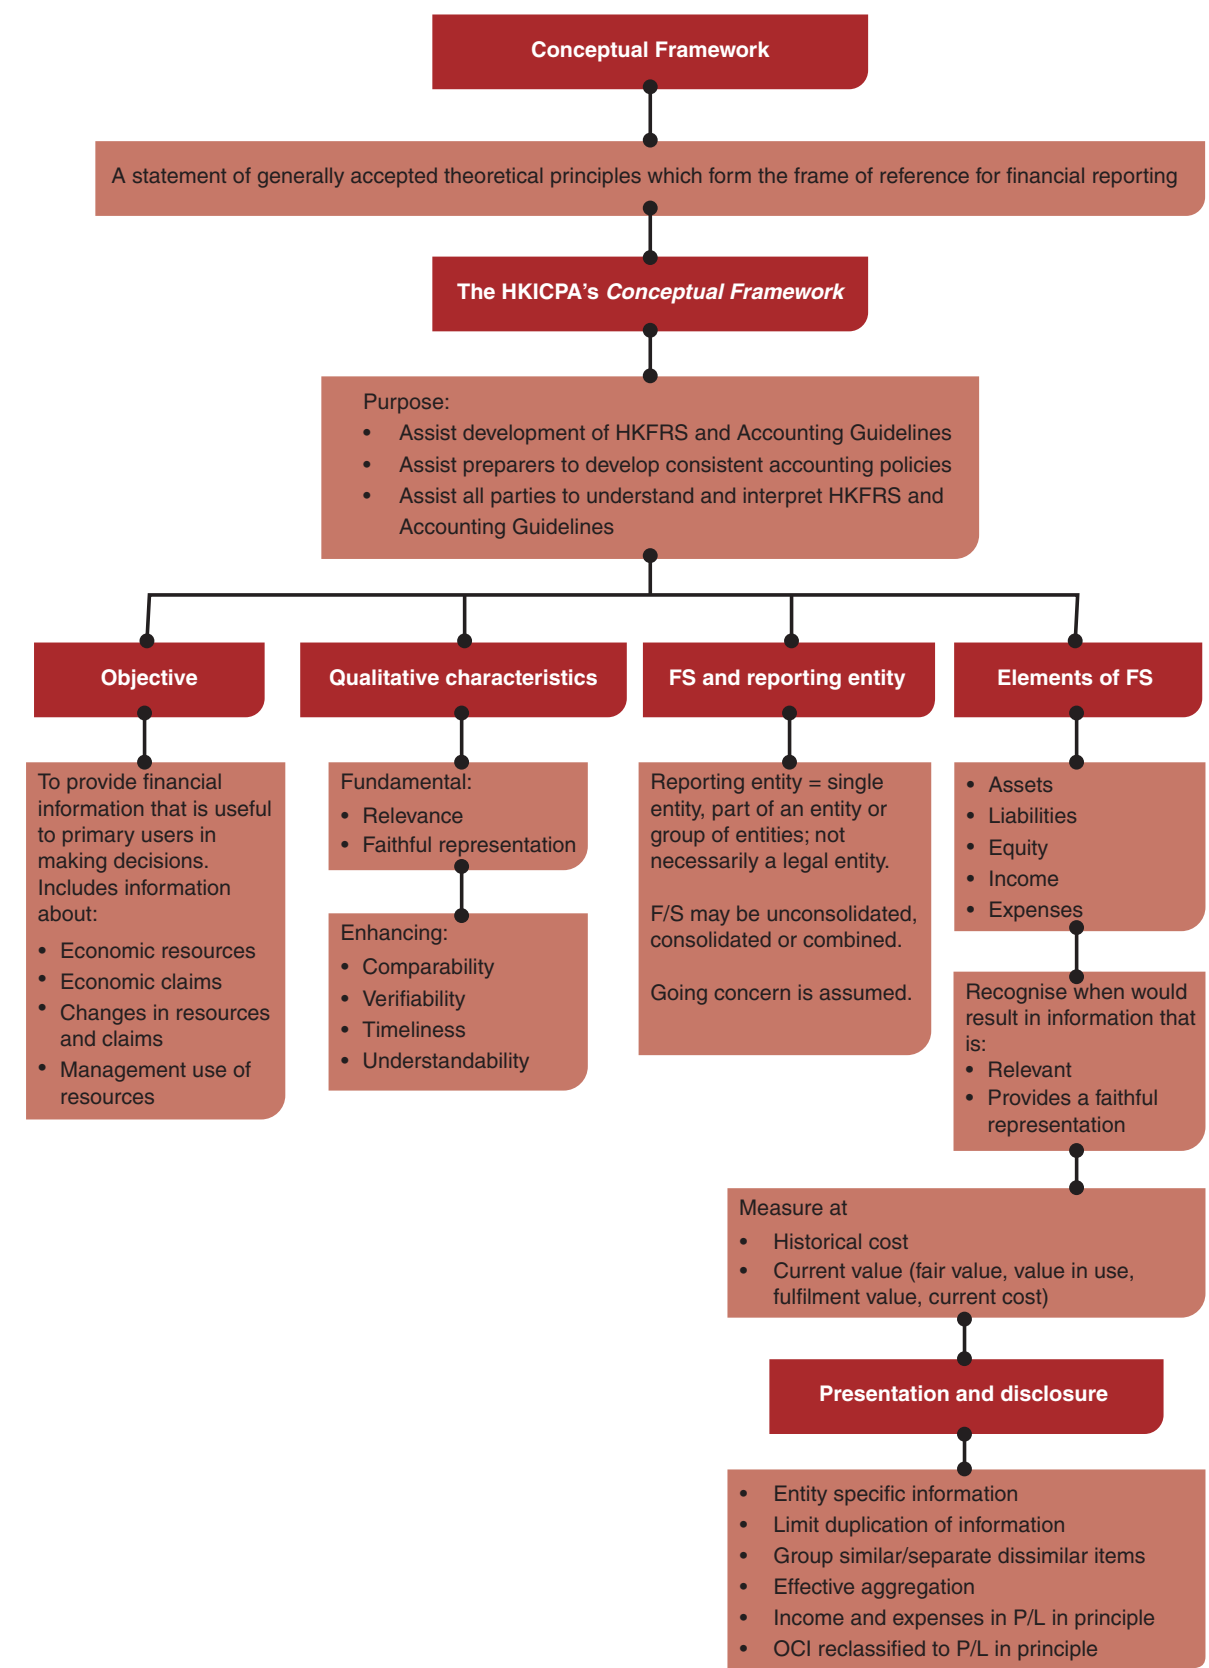 Conceptual Framework
A statement of generally accepted theoretical principles which form the frame of reference for financial reporting
The HKICPA's Conceptual Framework
Purpose:
• Assist development of HKFRS and Accounting Guidelines
• Assist preparers to develop consistent accounting policies
• Assist all parties to understand and interpret HKFRS and
Accounting Guidelines
Objective
To provide financial
information that is useful
to primary users in
making decisions.
Includes information
about:
• Economic resources
• Economic claims
• Changes in resources
and claims
• Management use of
resources
Qualitative characteristics
Fundamental:
• Relevance
• Faithful representation
Enhancing:
• Comparability
• Verifiability
• Timeliness
• Understandability
FS and reporting entity
Reporting entity = single
entity, part of an entity or
group of entities; not
necessarily a legal entity.
F/S may be unconsolidated,
consolidated or combined.
Going concern is assumed.
Elements of FS
• Assets
• Liabilities
• Equity
• Income
• Expenses
Recognise when would
result in information that
is:
• Relevant
• Provides a faithful
representation
Measure at
• Historical cost
• Current value (fair value, value in use,
fulfilment value, current cost)
Presentation and disclosure
• Entity specific information
• Limit duplication of information
• Group similar/separate dissimilar items
• Effective aggregation
• Income and expenses in P/L in principle
• OCI reclassified to P/L in principle